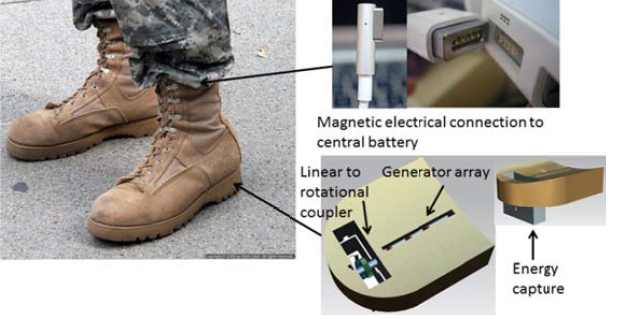 Magnetic electrical connection to
central battery
Linear to
rotational
coupler
Generator array
Energy
capture